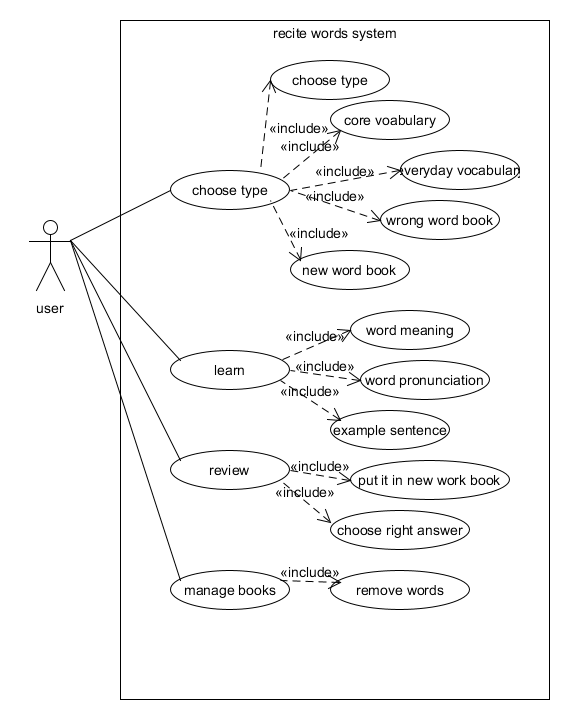 recite words system
choose type
«include»
core voabulary
«include»
«include»
everyday vocabulary
choose type
«include»
wrong word book
«include»
new word book
user
«include»
word meaning
learn
«include»
word pronunciation
«include»
example sentence
review
«include»
put it in new work book
«include»
choose right answer
«include»
manage books
remove words